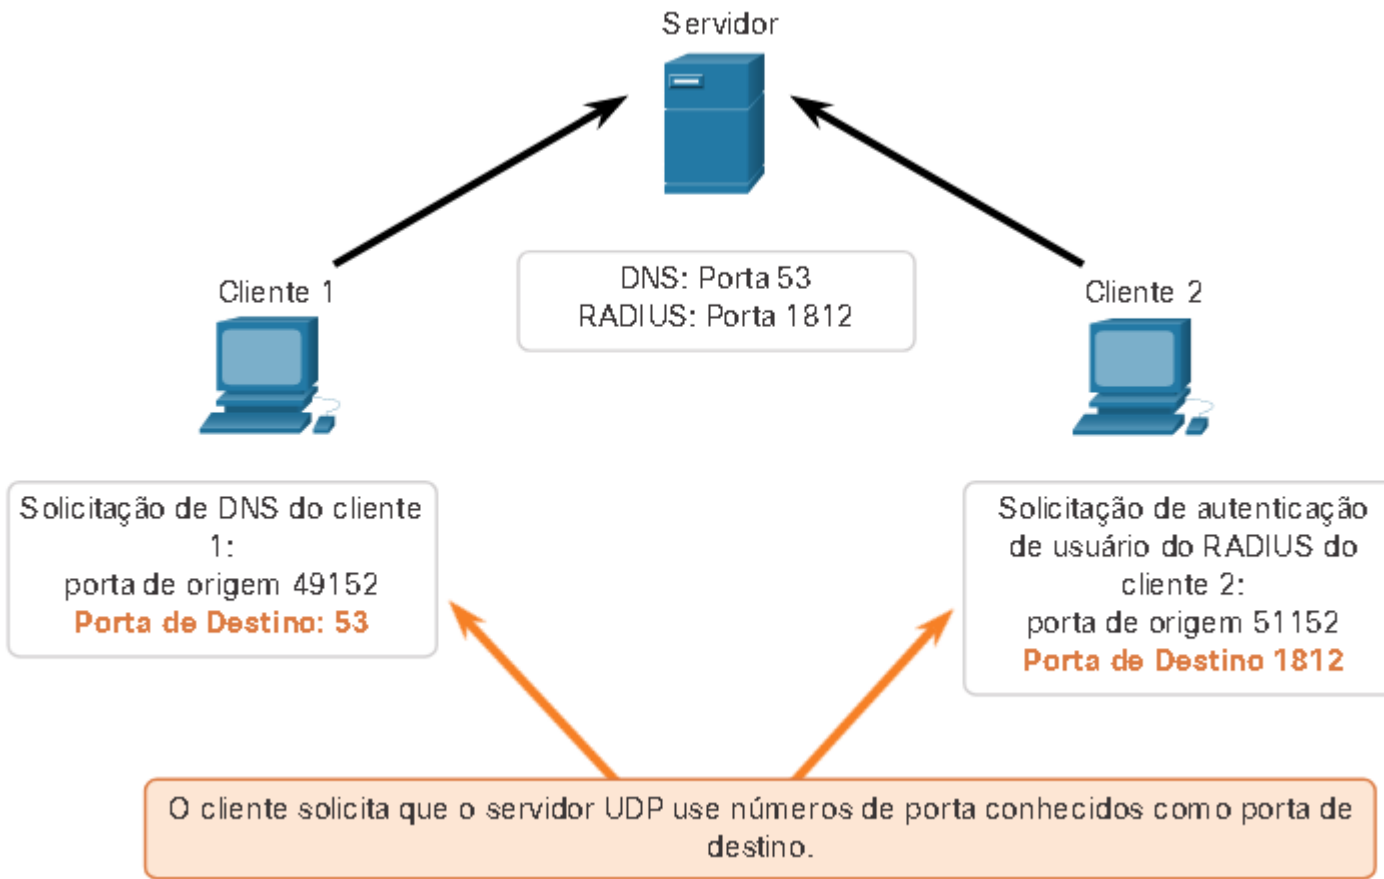 Servidor
Cliente 1
DNS: Porta 53
RADIUS: Porta 1812
Cliente 2
Solicitação de DNS do cliente
1:
porta de origem 49152
Porta de Destino: 53
Solicitação de autenticação
de usuário do RADIUS do
cliente 2:
porta de origem 51152
Porta de Destino 1812
O cliente solicita que o servidor UDP use números de porta conhecidos como porta de
destino.